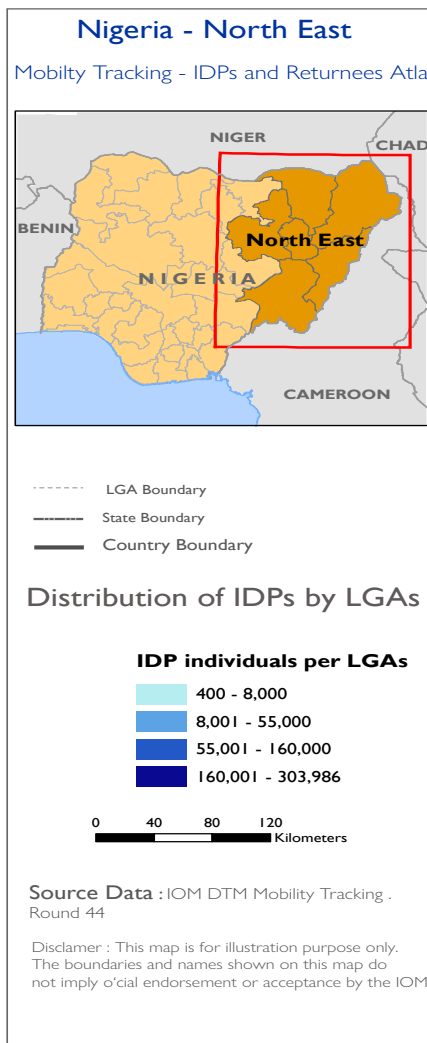 Nigeria - North East
Mobilty Tracking - IDPs and Returnees Atla
NIGER
CHAD
BENIN
North East
NIGERIA
CAMEROON
LGA Boundary
State Boundary
Country Boundary
Distribution of IDPs by LGAs
IDP individuals per LGAs
400 - 8,000
8,001 - 55,000
55,001 - 160,000
160,001 - 303,986
0 40 80 120
Kilometers
Source Data : IOM DTM Mobility Tracking .
Round 44
Disclamer : This map is for illustration purpose only.
The boundaries and names shown on this map do
not imply o‘cial endorsement or acceptance by the IOM